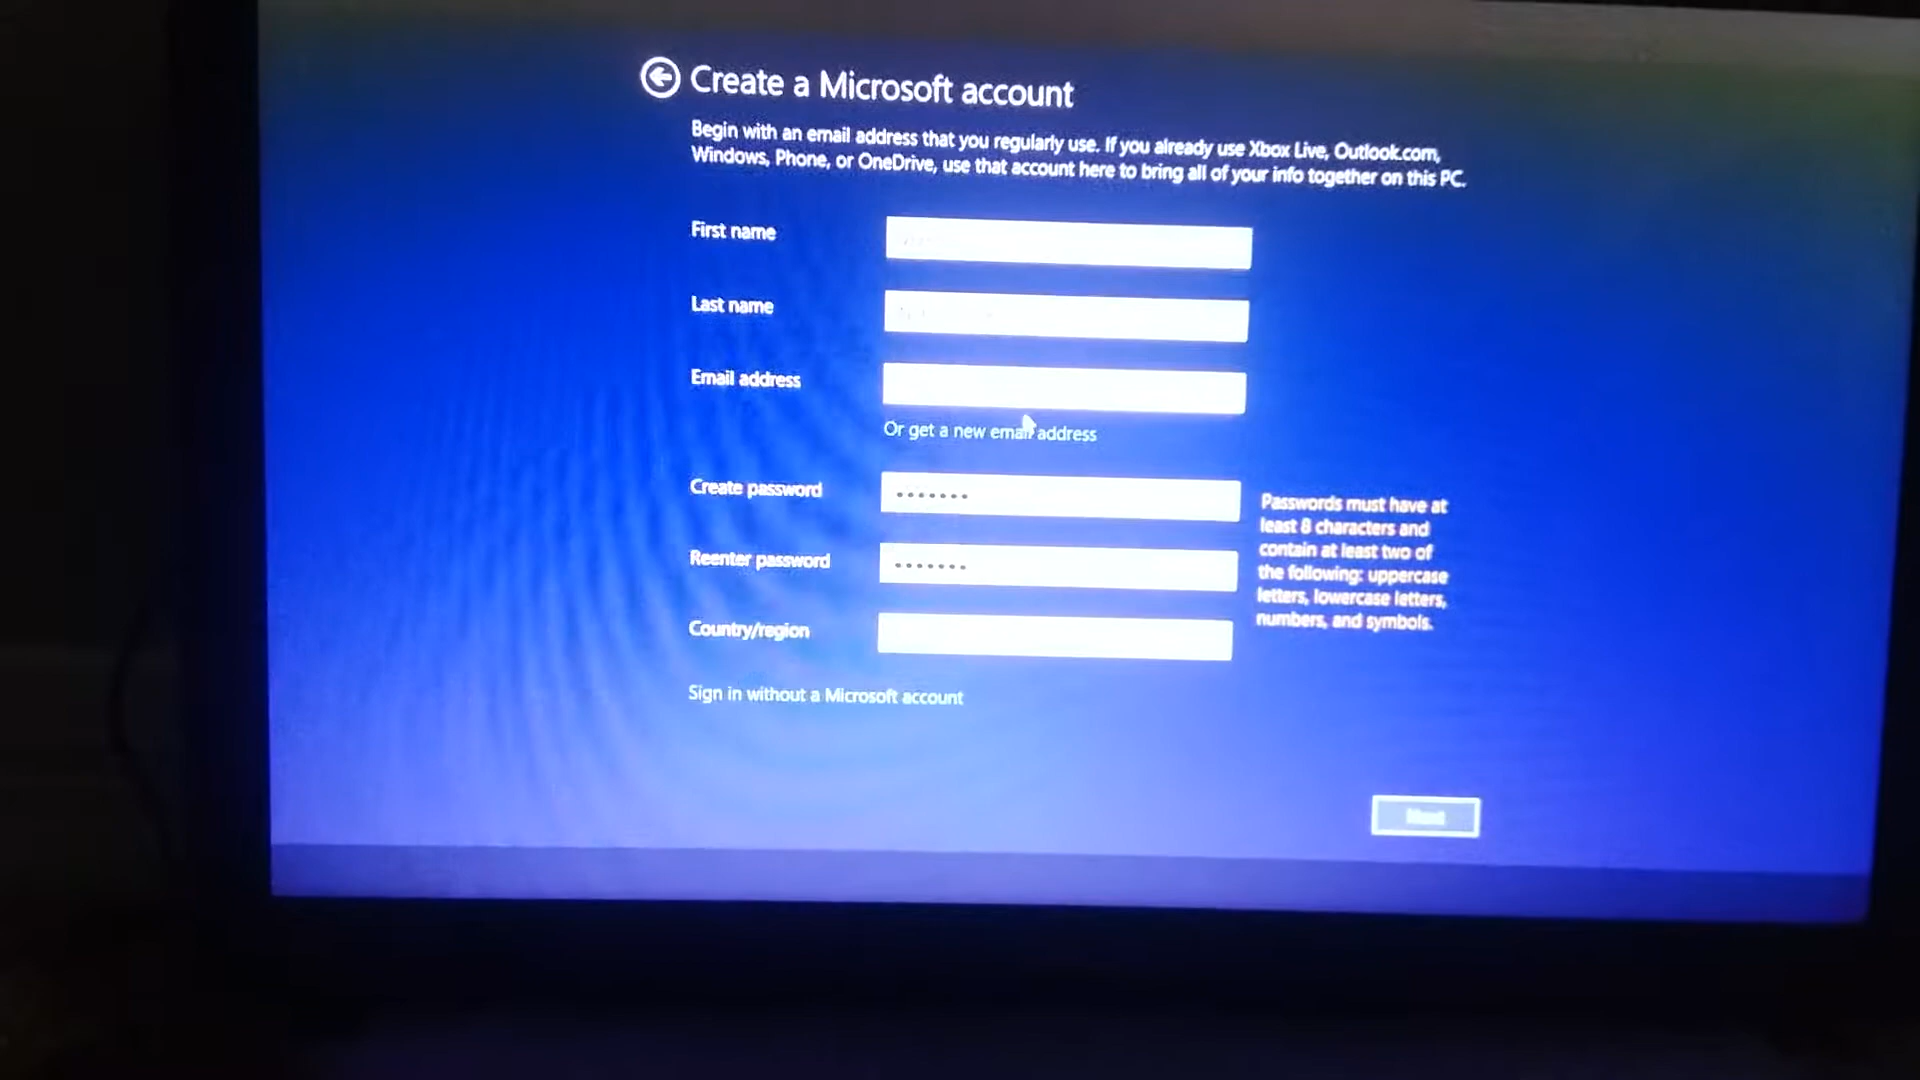 Create a Microsoft account
Begin with an email address that you regularly use. If you already use Xbox Live, Outlook.com,
Windows, Phone, or OneDrive, use that account here to bring all of your info together on this PC.
First name
Last name
Email address
Or get a new email address
Create password
•••••••
Passwords must have at
least 8 characters and
contain at least two of
the following: uppercase
letters, lowercase letters,
numbers, and symbols.
Reenter password
•••••••
Country/region
Sign in without a Microsoft account
Next